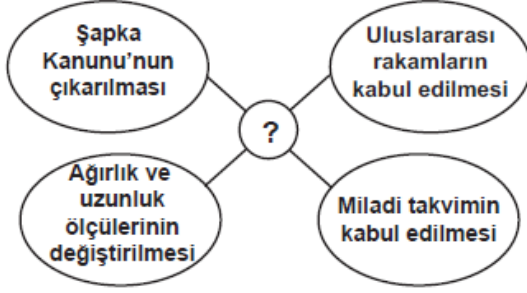 Şapka
Kanunu’nun
çıkarılması
Uluslararası
rakamların
kabul edilmesi
?
Ağırlık ve
uzunluk
ölçülerinin
değiştirilmesi
Miladi takvimin
kabul edilmesi